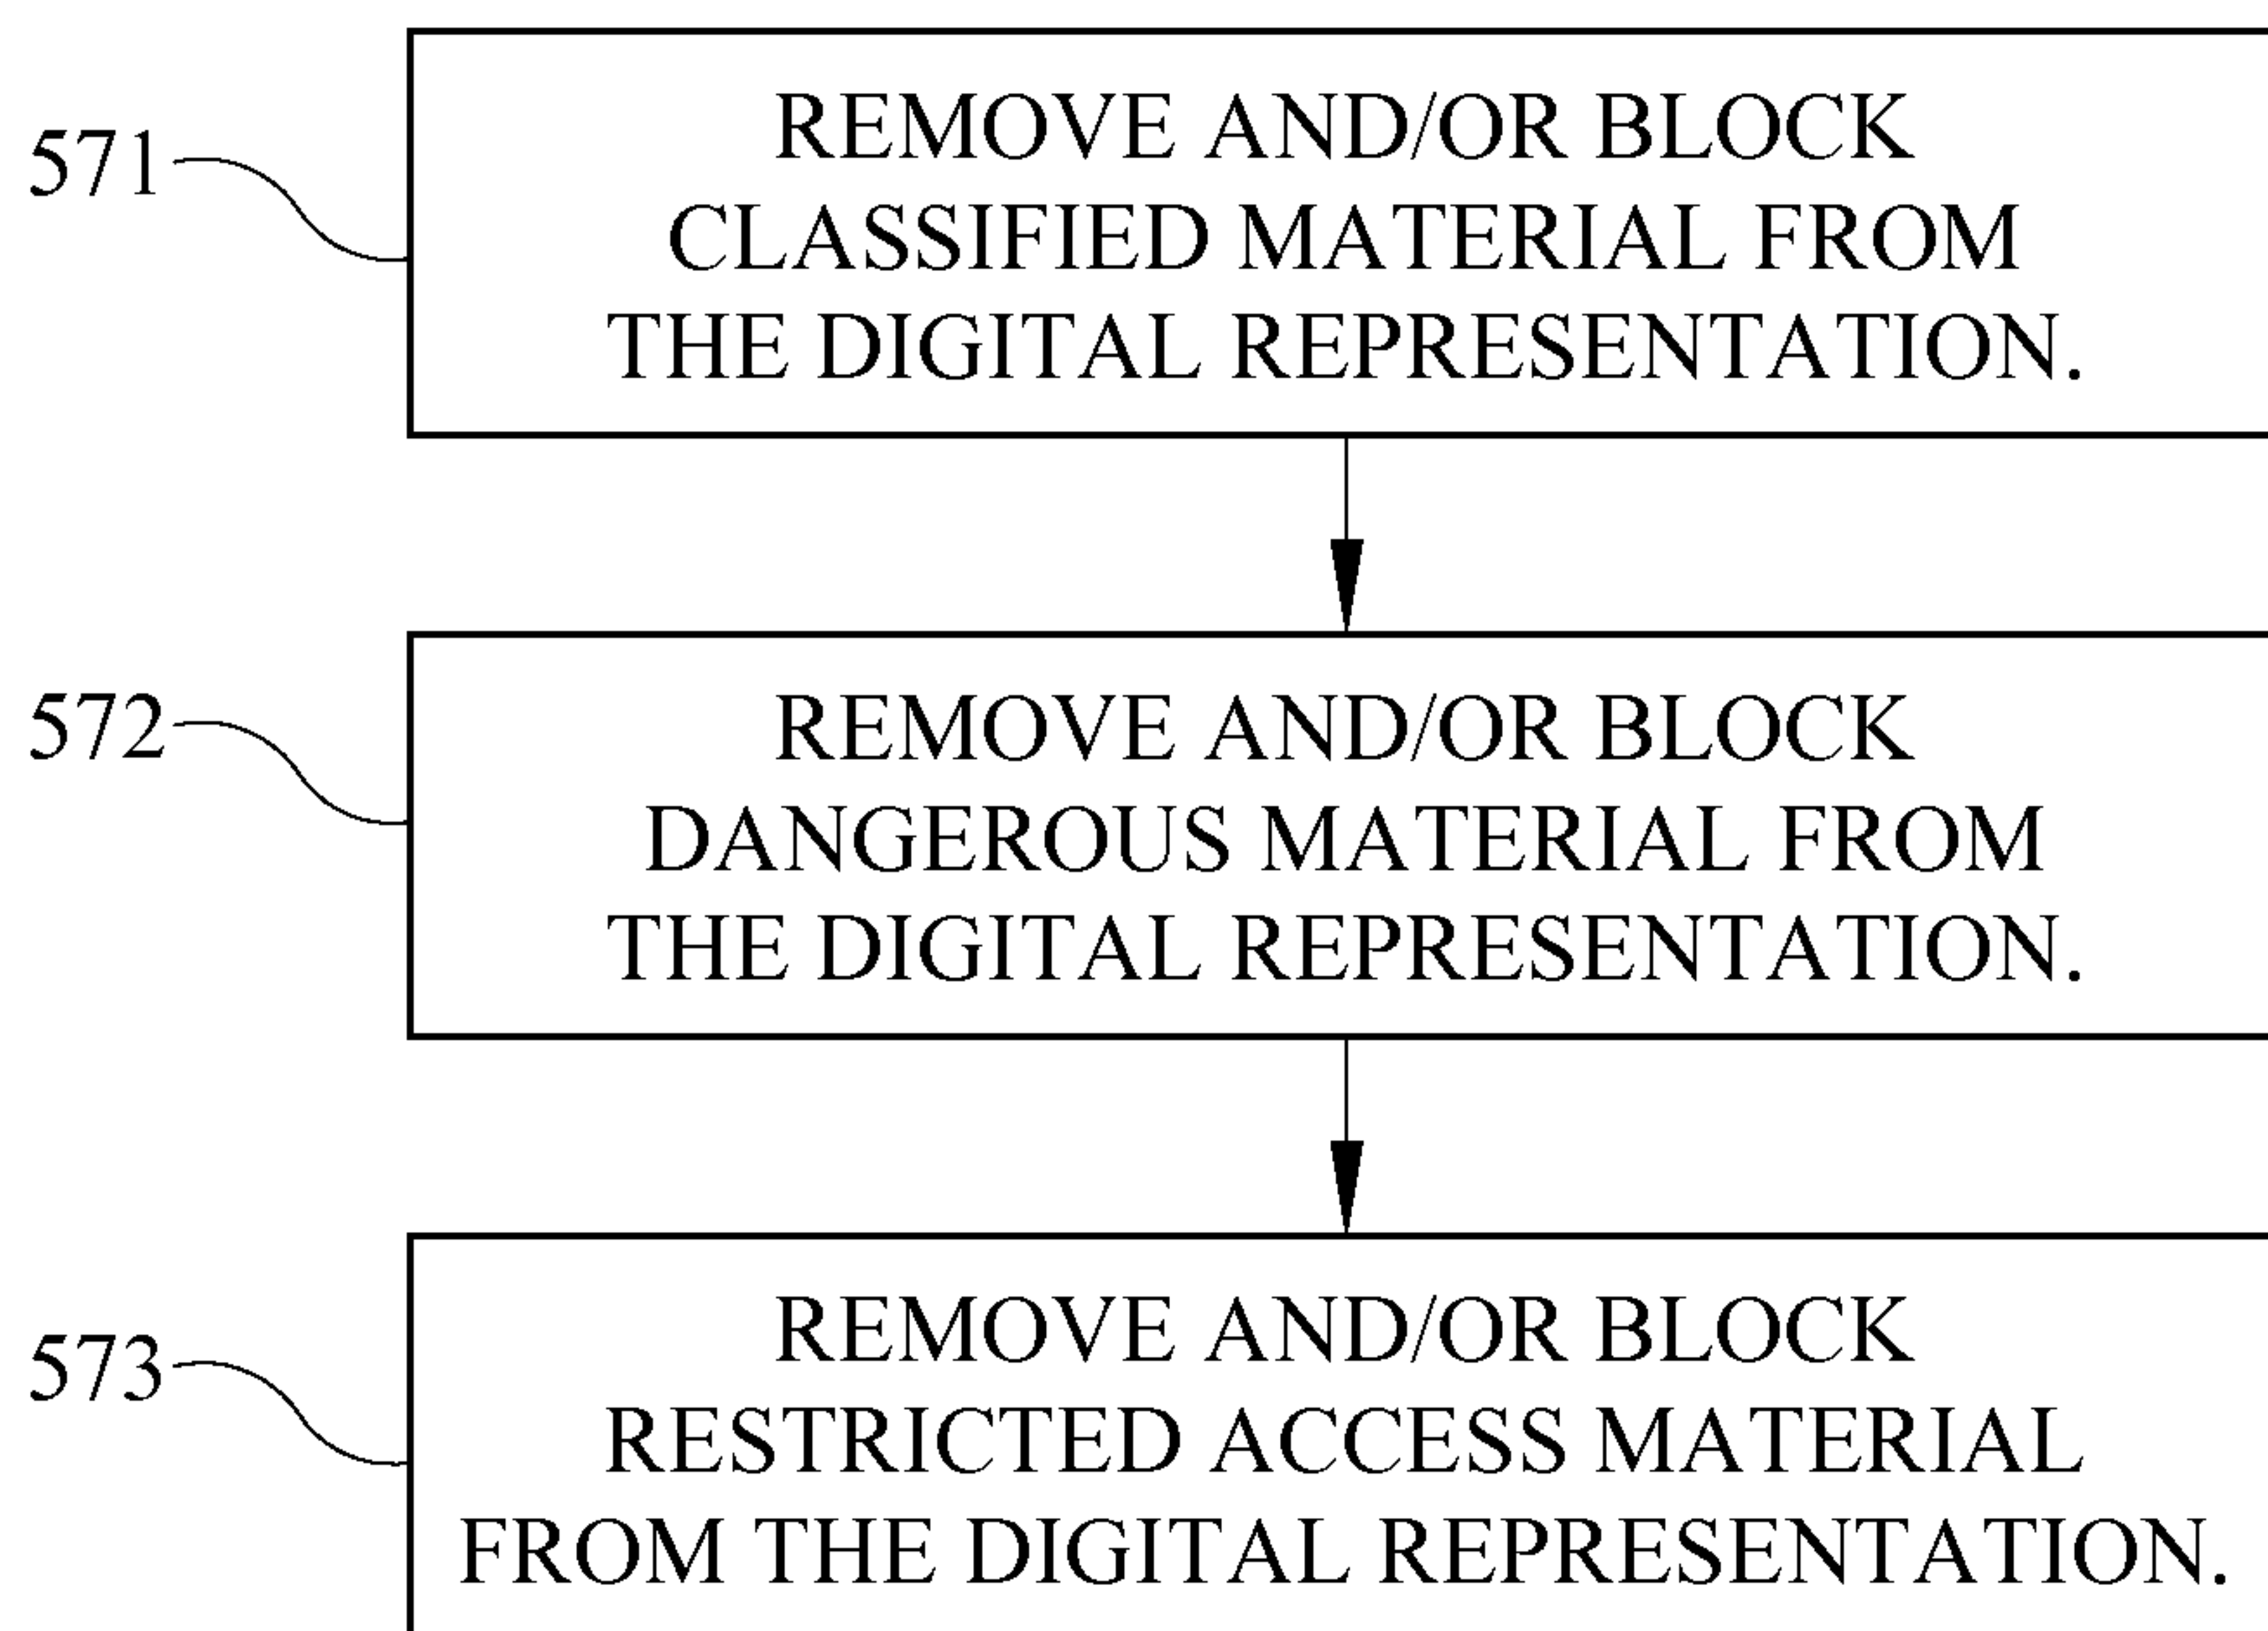 571
REMOVE AND/OR BLOCK
CLASSIFIED MATERIAL FROM
THE DIGITAL REPRESENTATION.
572
REMOVE AND/OR BLOCK
DANGEROUS MATERIAL FROM
THE DIGITAL REPRESENTATION.
573
REMOVE AND/OR BLOCK
RESTRICTED ACCESS MATERIAL
FROM THE DIGITAL REPRESENTATION.